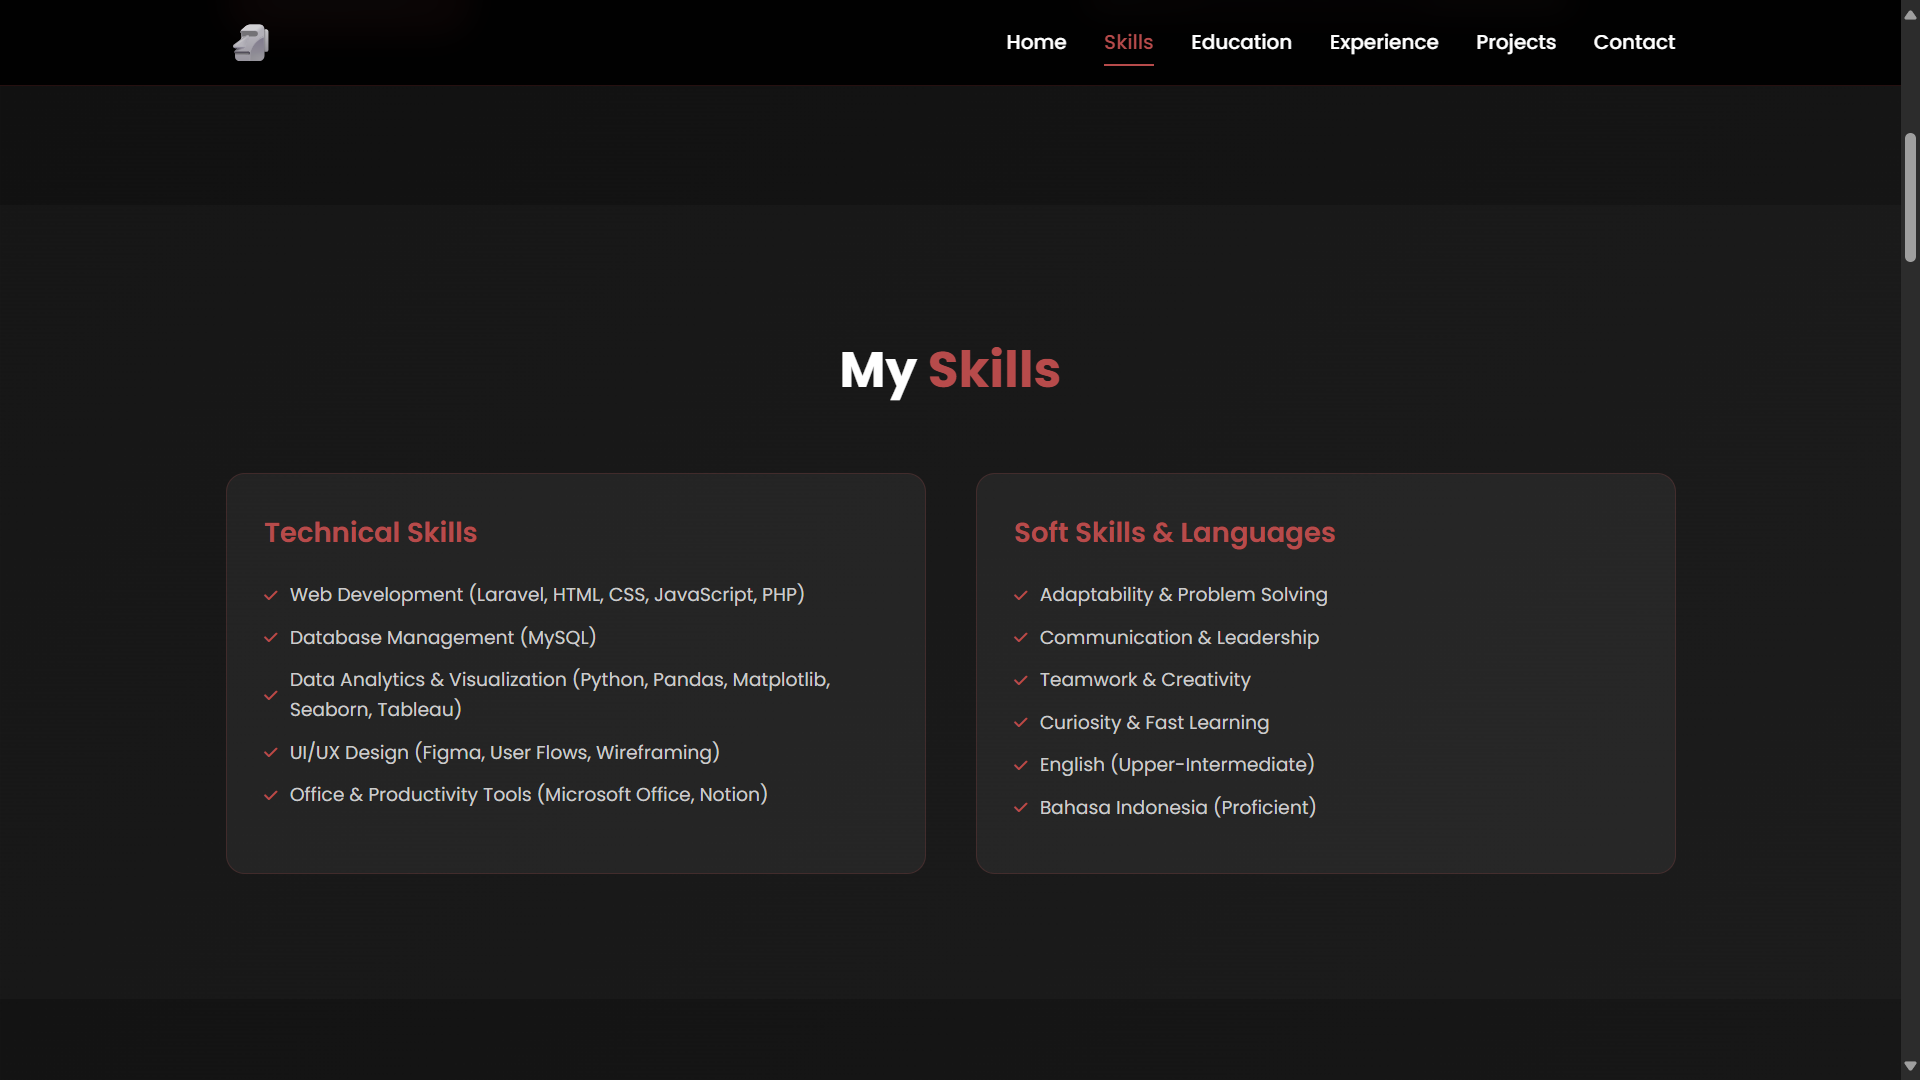 Home Skills Education Experience Projects Contact
My Skills
Technical Skills
Web Development (Laravel, HTML, CSS, JavaScript, PHP)
Database Management (MySQL)
Data Analytics & Visualization (Python, Pandas, Matplotlib,
Seaborn, Tableau)
UI/UX Design (Figma, User Flows, Wireframing)
Office & Productivity Tools (Microsoft Office, Notion)
Soft Skills & Languages
Adaptability & Problem Solving
Communication & Leadership
Teamwork & Creativity
Curiosity & Fast Learning
English (Upper-Intermediate)
Bahasa Indonesia (Proficient)